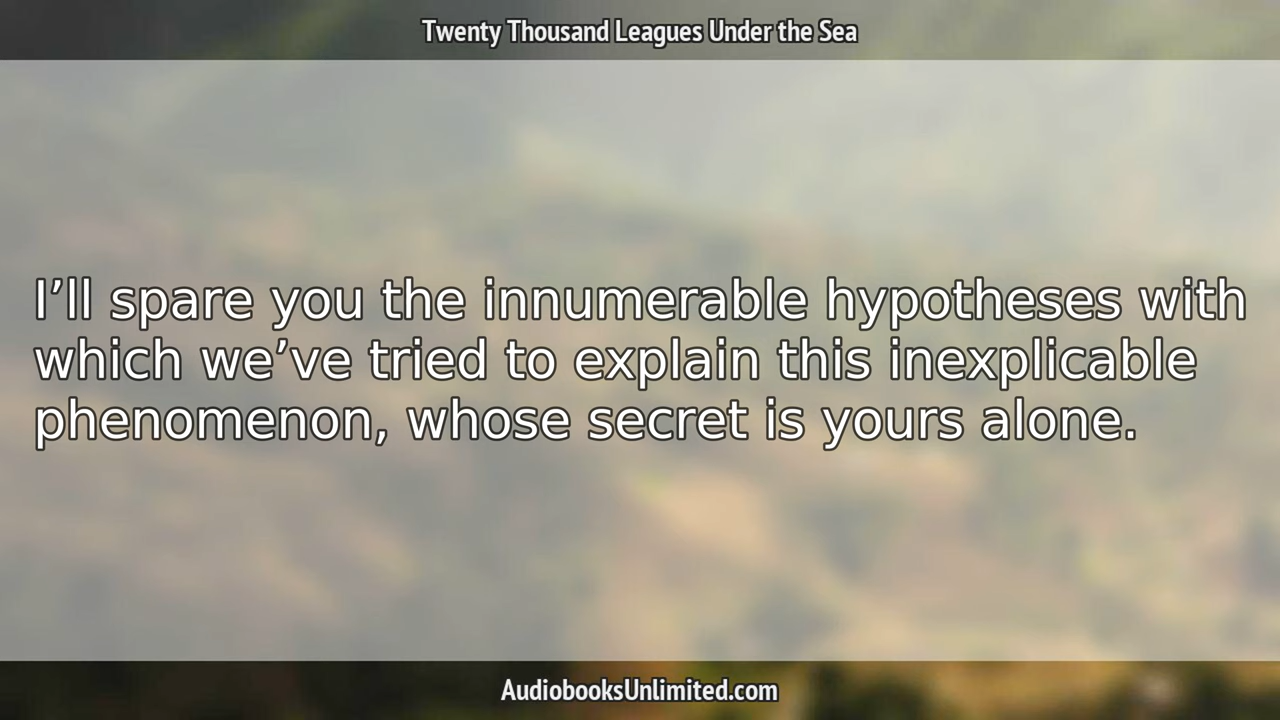 Twenty Thousand Leagues Under the Sea
I’ll spare you the innumerable hypotheses with
which we’ve tried to explain this inexplicable
phenomenon, whose secret is yours alone.
AudiobooksUnlimited.com